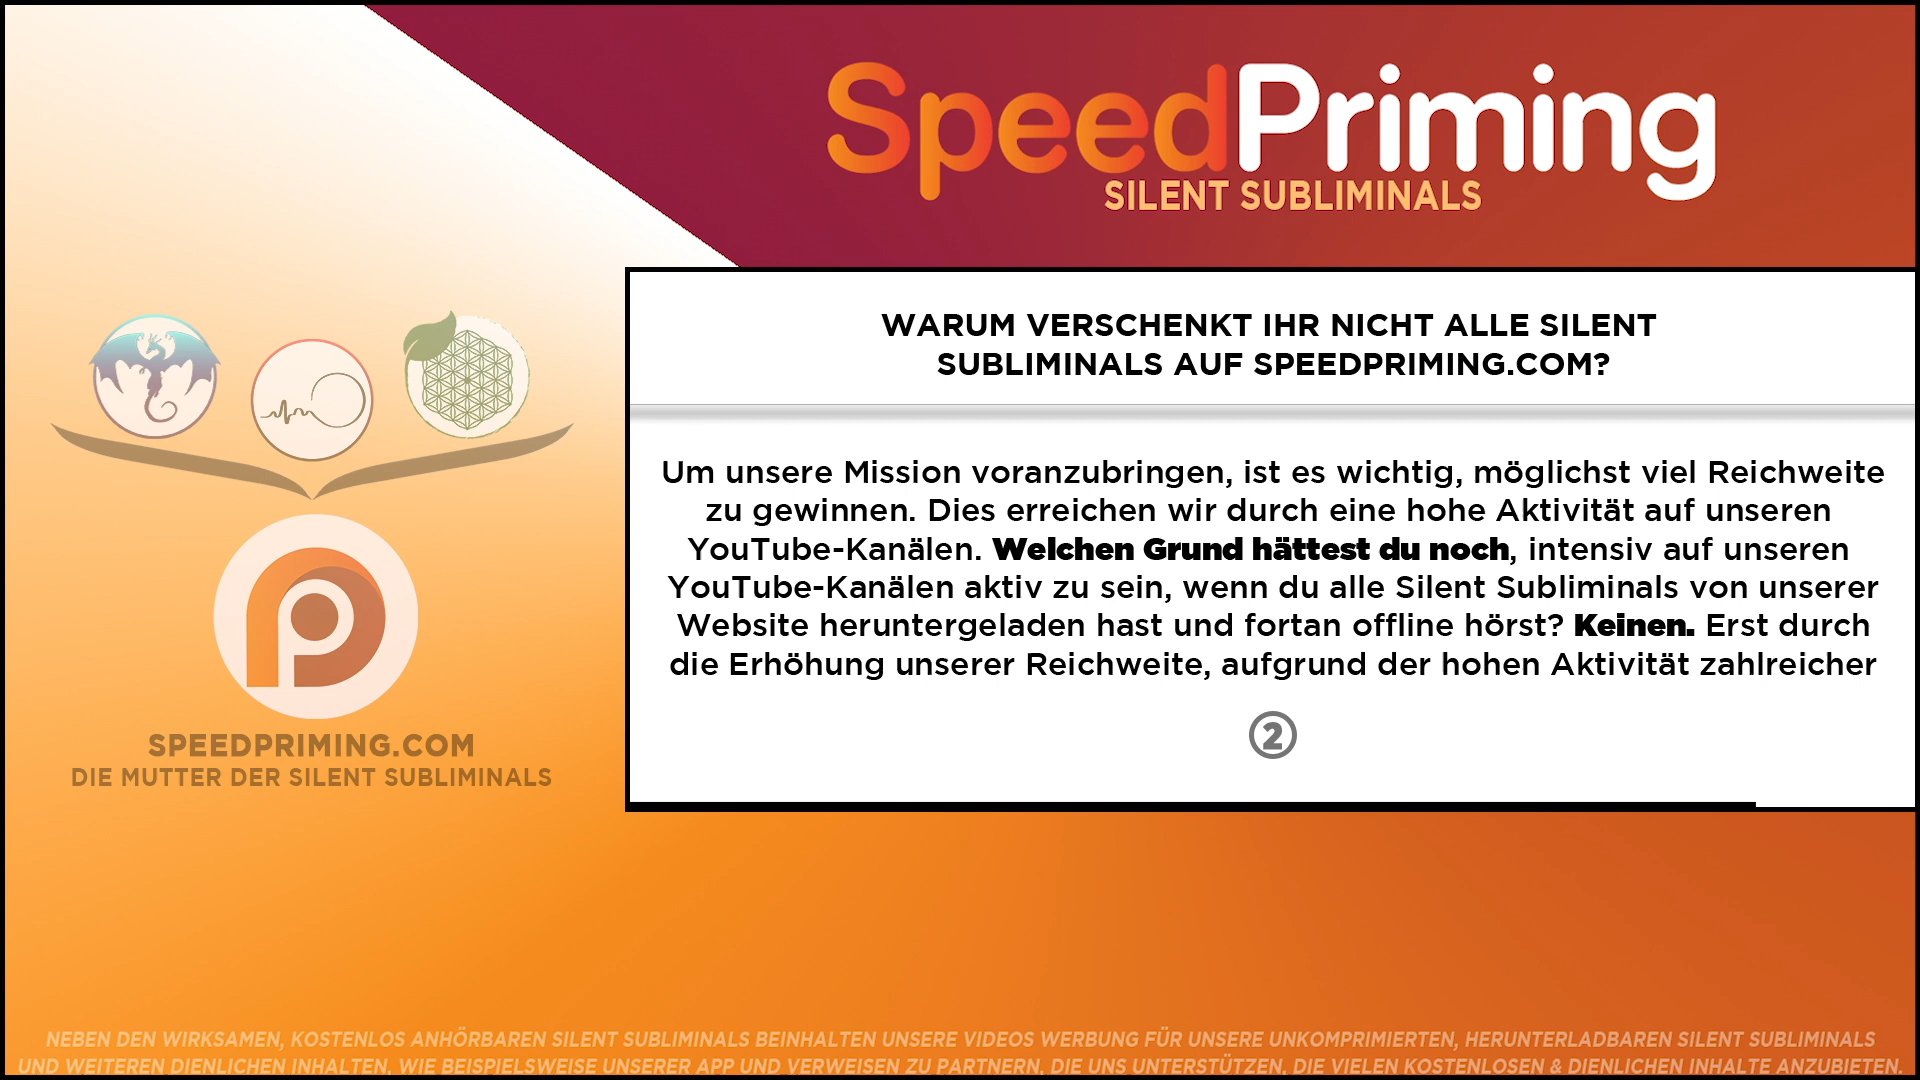 SpeedPriming
SILENT SUBLIMINALS
WARUM VERSCHENKT IHR NICHT ALLE SILENT
SUBLIMINALS AUF SPEEDPRIMING.COM?
Um unsere Mission voranzubringen, ist es wichtig, möglichst viel Reichweite
zu gewinnen. Dies erreichen wir durch eine hohe Aktivität auf unseren
YouTube-Kanälen. Welchen Grund hättest du noch, intensiv auf unseren
YouTube-Kanälen aktiv zu sein, wenn du alle Silent Subliminals von unserer
Website heruntergeladen hast und fortan offline hörst? Keinen. Erst durch
die Erhöhung unserer Reichweite, aufgrund der hohen Aktivität zahlreicher
2
SPEEDPRIMING.COM
DIE MUTTER DER SILENT SUBLIMINALS
NEBEN DEN WIRKSAMEN, KOSTENLOS ANHÖRBAREN SILENT SUBLIMINALS BEINHALTEN UNSERE VIDEOS WERBUNG FÜR UNSERE UNKOMPRIMIERTEN, HERUNTERLADBAREN SILENT SUBLIMINALS
UND WEITEREN DIENLICHEN INHALTEN, WIE BEISPIELSWEISE UNSERER APP UND VERWEISEN ZU PARTNERN, DIE UNS UNTERSTÜTZEN, DIE VIELEN KOSTENLOSEN & DIENLICHEN INHALTE ANZUBIETEN.